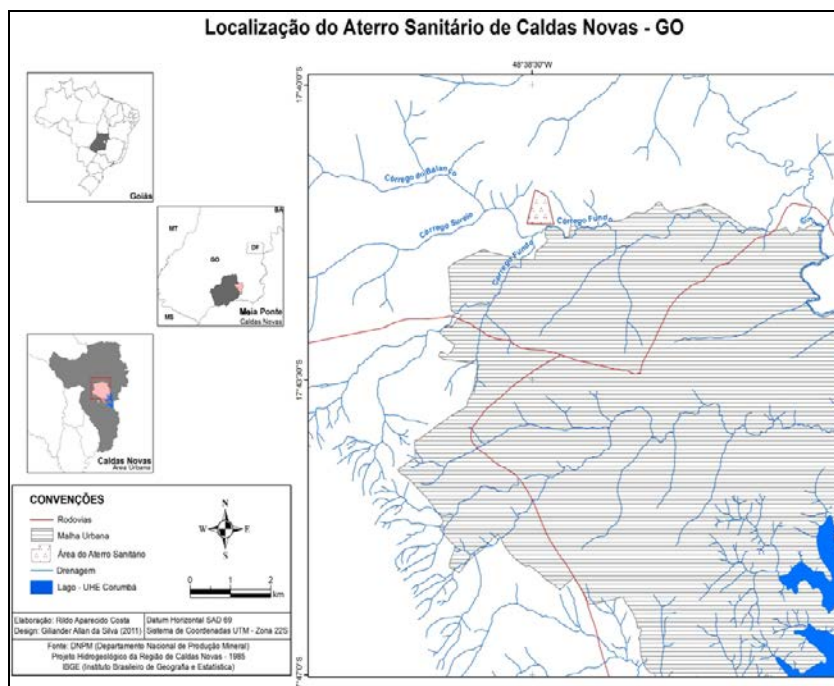 Localização do Aterro Sanitário de Caldas Novas - GO
48°38'30"W
17°40'0"S
Goiás
BA
MT
GO
DF
MS
Meia Ponte
Caldas Novas
Caldas Novas
Área Urbana
Córrego do Balanço
Córrego Fundo
Córrego Fundo
17°43'30"S
17°47'0"S
CONVENÇÕES
Rodovias
Malha Urbana
Área do Aterro Sanitário
Drenagem
Lago - UHE Corumbá
N
W
E
S
0 1 2
km
Elaboração: Rildo Aparecido Costa
Design: Giliander Allan da Silva (2011)
Datum Horizontal SAD 69
Sistema de Coordenadas UTM - Zona 22S
Fonte: DNPM (Departamento Nacional de Produção Mineral)
Projeto Hidrogeológico da Região de Caldas Novas - 1985
IBGE (Instituto Brasileiro de Geografia e Estatística)